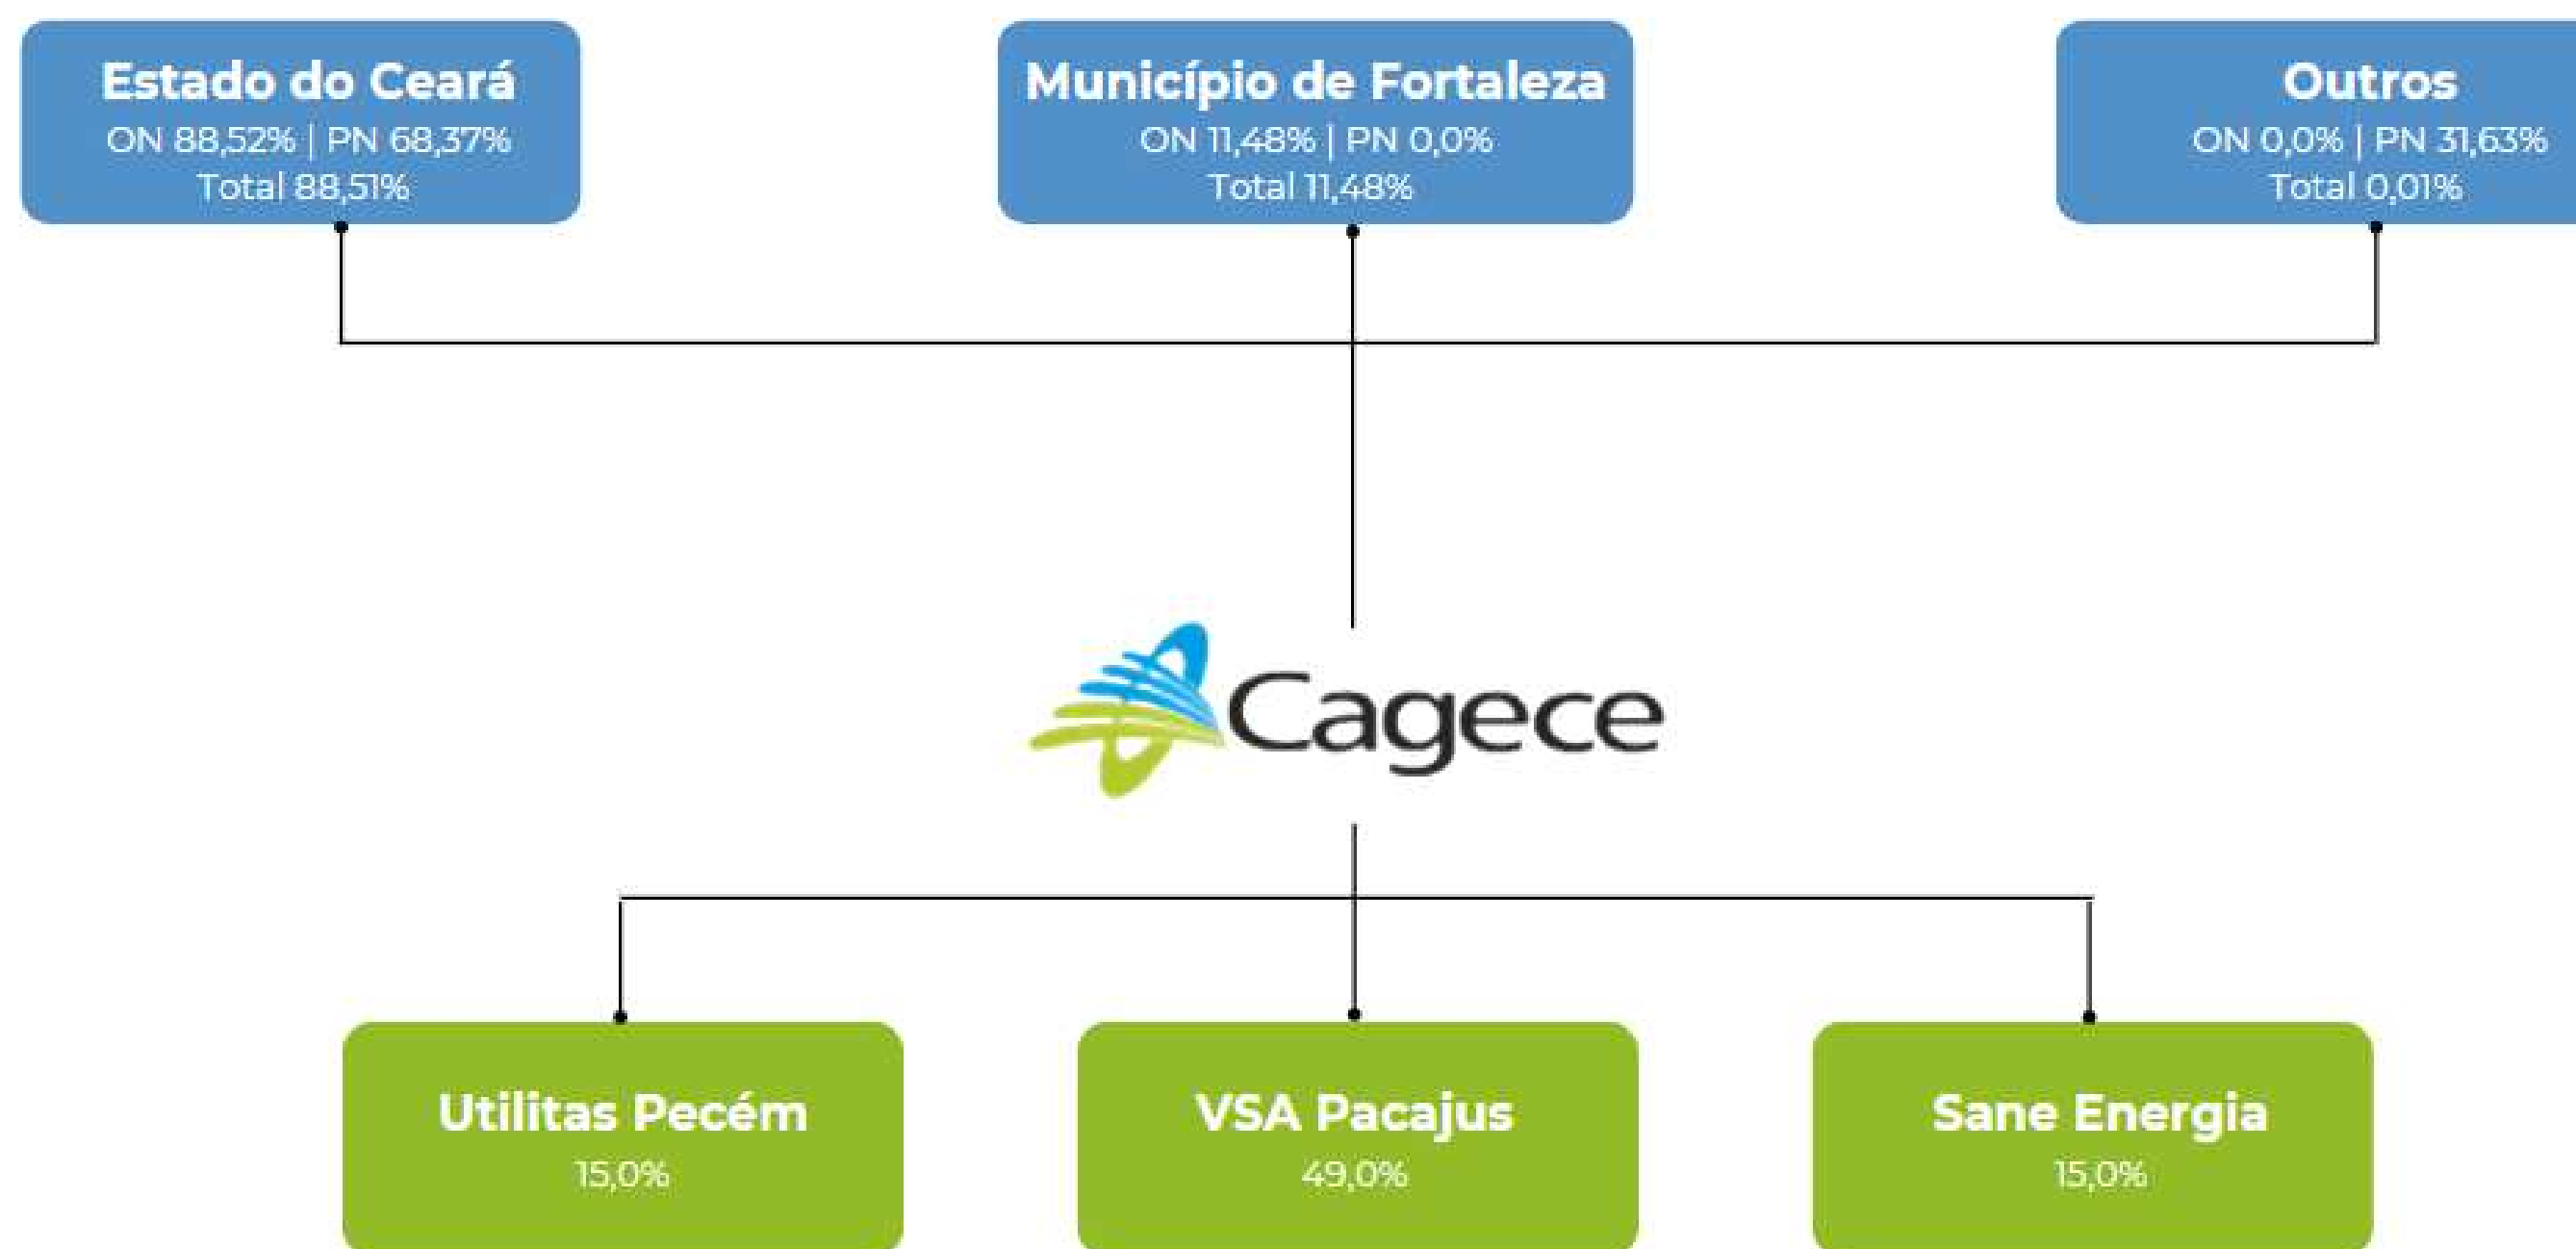 Estado do Ceará
ON 88,52% | PN 68,37%
Total 88,51%
Município de Fortaleza
ON 11,48% | PN 0,0%
Total 11,48%
Outros
ON 0,0% | PN 31,63%
Total 0,01%
Cagece
Utilitas Pecém
15,0%
VSA Pacajus
49,0%
Sane Energia
15,0%